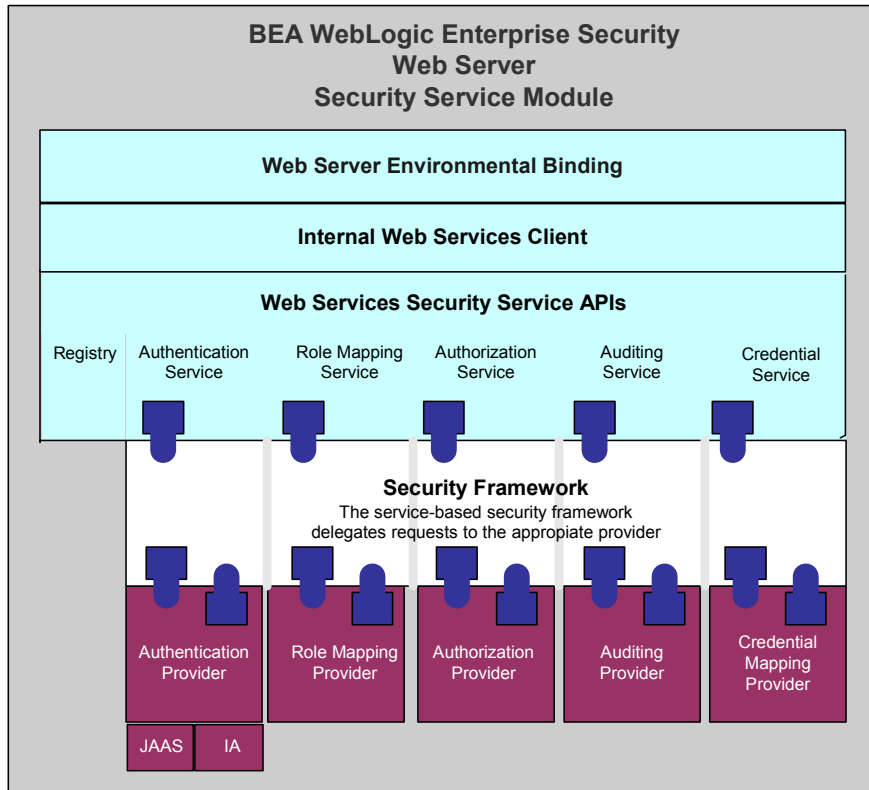 BEA WebLogic Enterprise Security
Web Server
Security Service Module
Web Server Environmental Binding
Internal Web Services Client
Web Services Security Service APIs
Registry
Authentication
Service
Role Mapping
Service
Authorization
Service
Auditing
Service
Credential
Service
Security Framework
The service-based security framework
delegates requests to the appropiate provider
Authentication
Provider
Role Mapping
Provider
Authorization
Provider
Auditing
Provider
Credential
Mapping
Provider
JAAS
IA